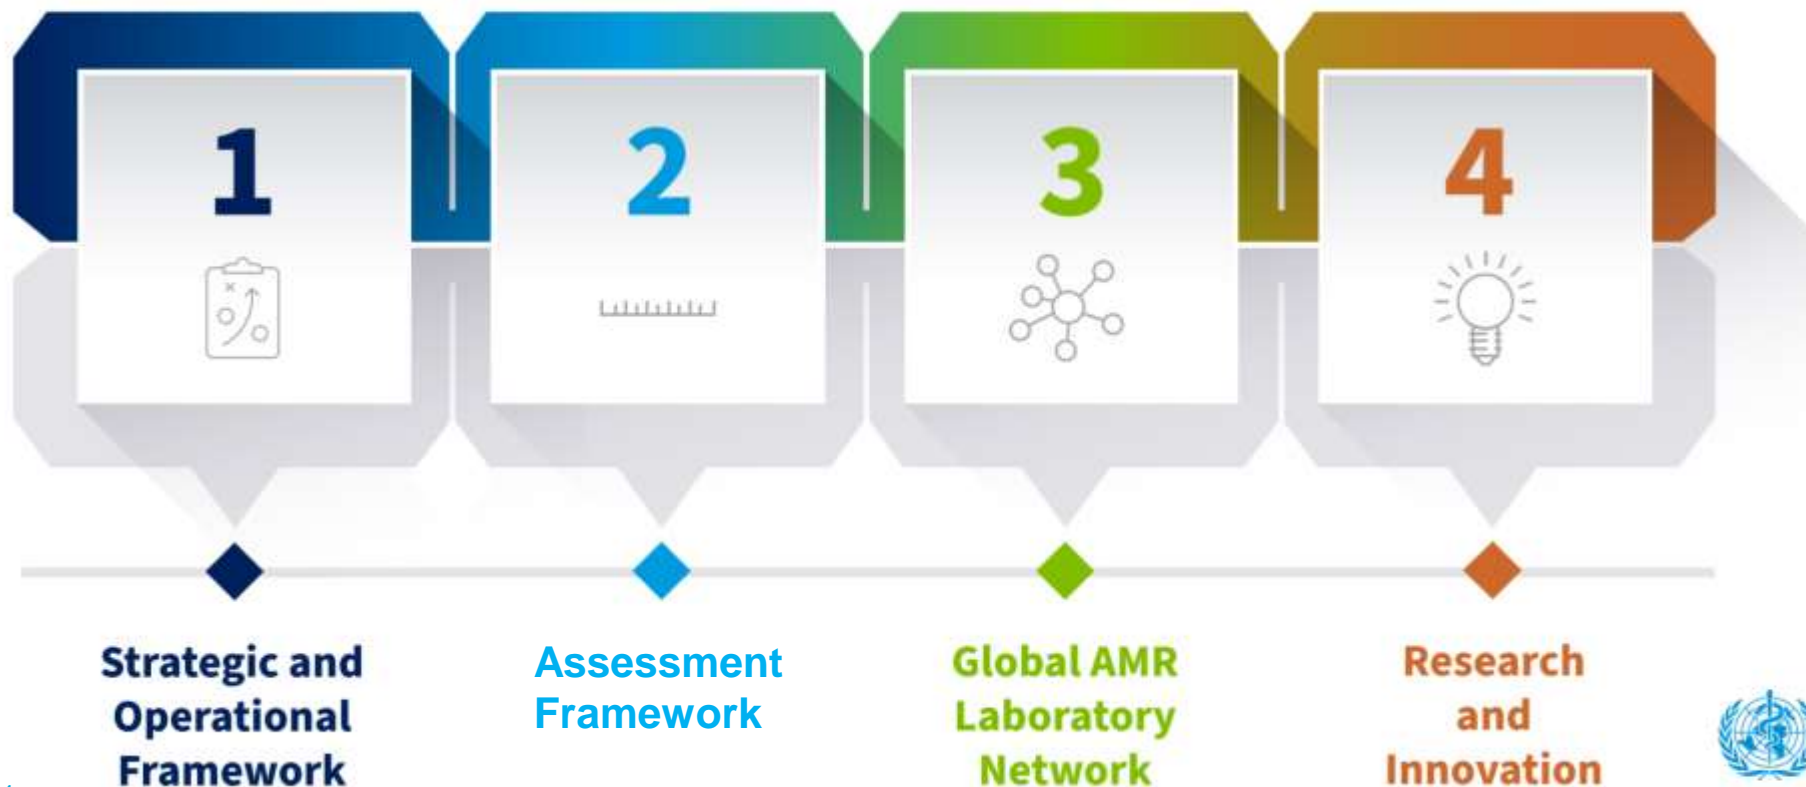 1
2
3
4
Strategic and
Operational
Framework
Assessment
Framework
Global AMR
Laboratory
Network
Research
and
Innovation